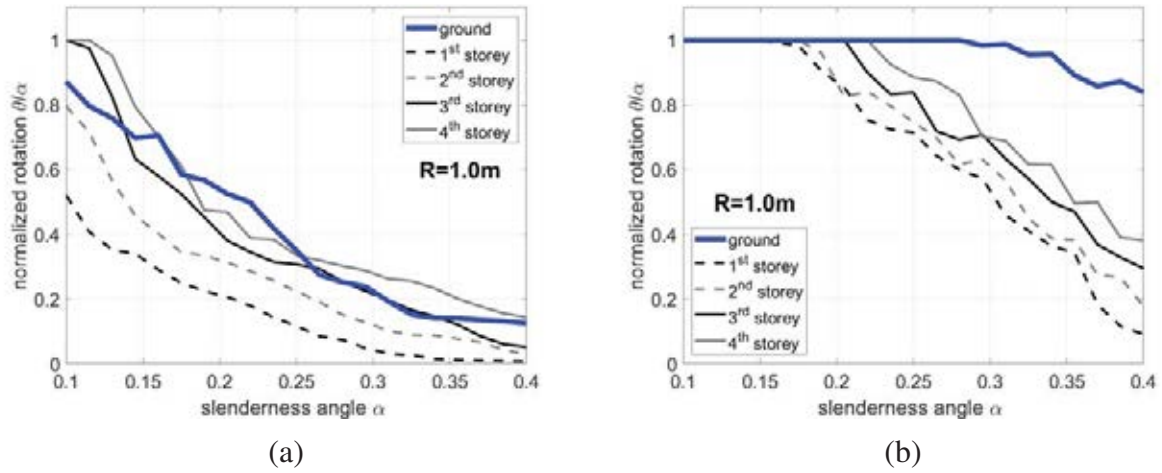 ground
1st storey
2nd storey
3rd storey
4th storey
R=1.0m
normalized rotation θ/α
1
0.8
0.6
0.4
0.2
0
0.1 0.15 0.2 0.25 0.3 0.35 0.4
slenderness angle α
(a)
normalized rotation θ/α
1
0.8
0.6
0.4
0.2
0
R=1.0m
ground
1st storey
2nd storey
3rd storey
4th storey
0.1 0.15 0.2 0.25 0.3 0.35 0.4
slenderness angle α
(b)